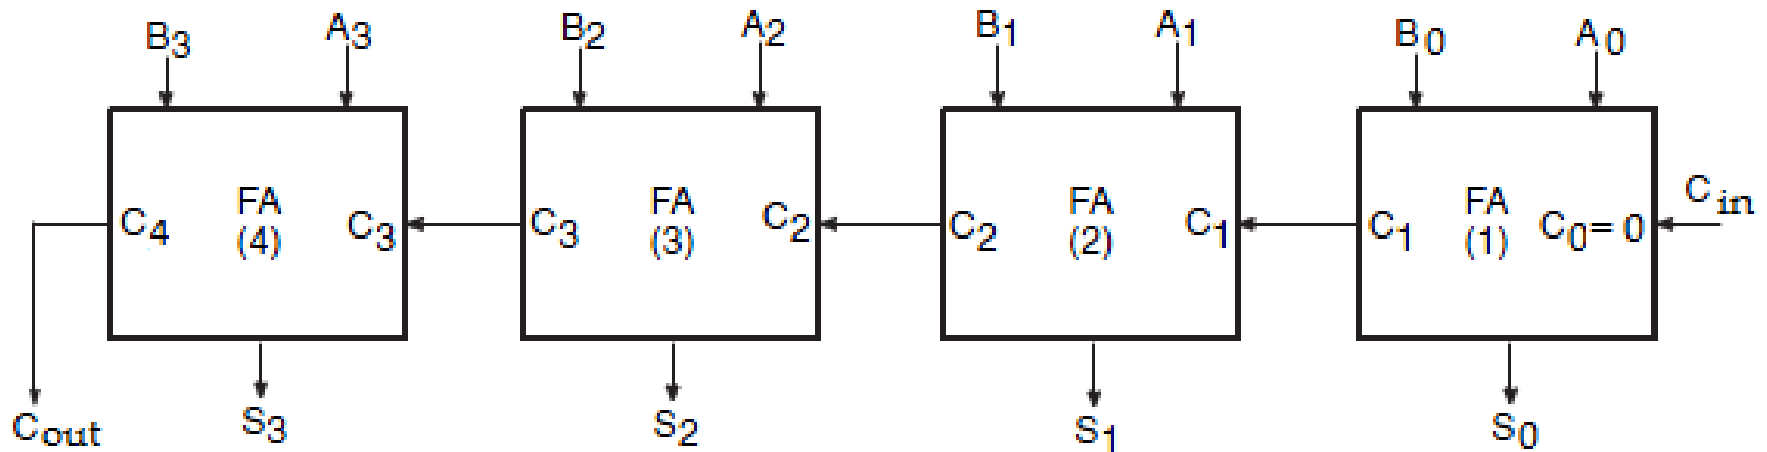 B3 A3 B2 A2 B1 A1 B0 A0
FA FA FA FA Cin
C4 (4) C3 C3 (3) C2 C2 (2) C1 C1 (1) C0= 0
Cout S3 S2 S1 S0